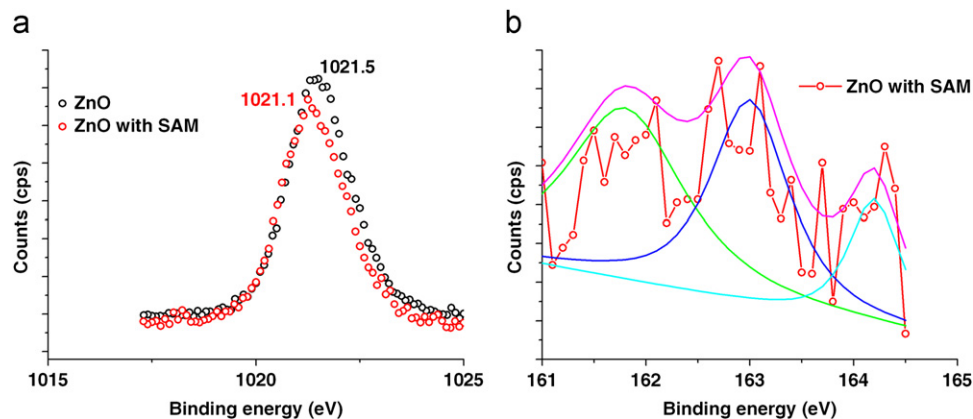 a
b
1021.5
1021.1
ZnO
ZnO with SAM
ZnO with SAM
Counts (cps)
Counts (cps)
1015
1020
1025
161
162
163
164
165
Binding energy (eV)
Binding energy (eV)